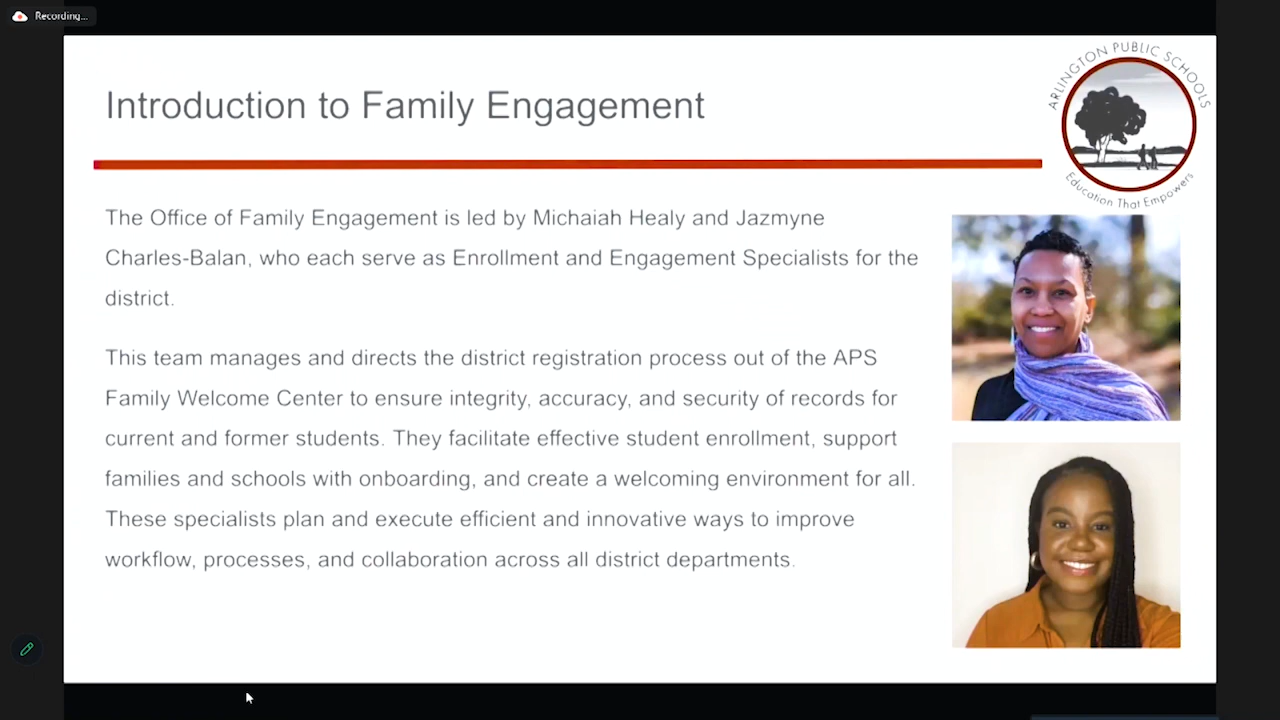 Recording...
ARLINGTON PUBLIC SCHOOLS
Education That Empowers
Introduction to Family Engagement
The Office of Family Engagement is led by Michaiah Healy and Jazmyne
Charles-Balan, who each serve as Enrollment and Engagement Specialists for the
district.
This team manages and directs the district registration process out of the APS
Family Welcome Center to ensure integrity, accuracy, and security of records for
current and former students. They facilitate effective student enrollment, support
families and schools with onboarding, and create a welcoming environment for all.
These specialists plan and execute efficient and innovative ways to improve
workflow, processes, and collaboration across all district departments.